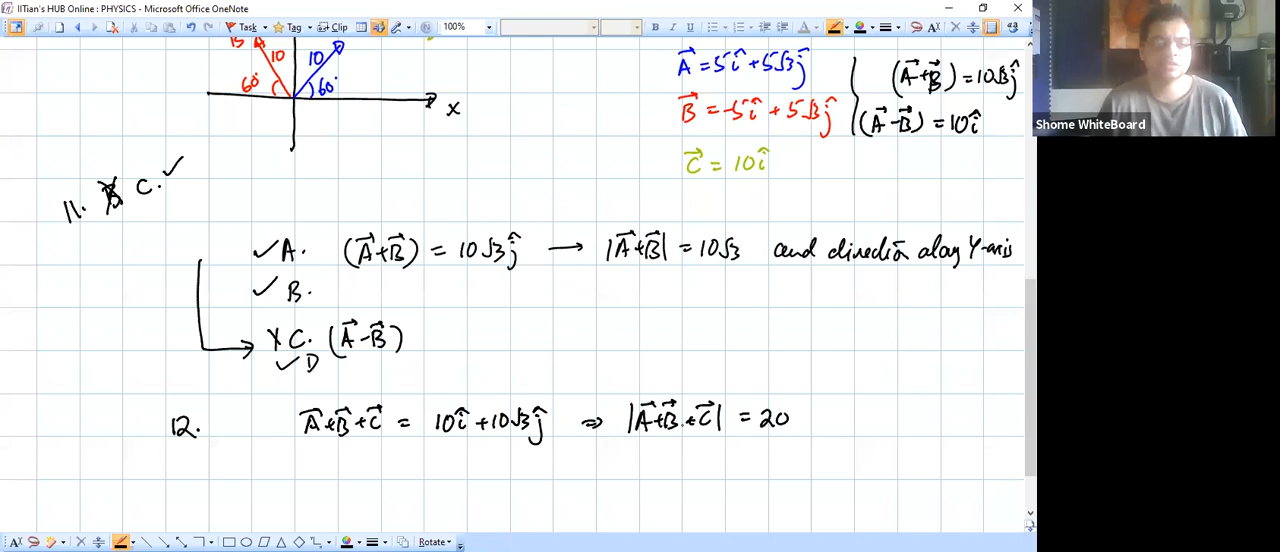 IITian's HUB Online : PHYSICS - Microsoft Office OneNote
Task Tag Clip 100% B I U
B A 10 10
60° 60°
X
A⃗ = 5î + 5√3ĵ
B⃗ = -5î + 5√3ĵ
C⃗ = 10î
(A⃗+B⃗) = 10√3ĵ
(A⃗-B⃗) = 10î
Shome WhiteBoard
11. C. ✓
✓ A. (A⃗+B⃗) = 10√3ĵ → |A⃗+B⃗| = 10√3 and direction along Y-axis
✓ B.
X C. (A⃗-B⃗)
✓ D
12. A⃗+B⃗+C⃗ = 10î + 10√3ĵ ⇒ |A⃗+B⃗+C⃗| = 20
Rotate